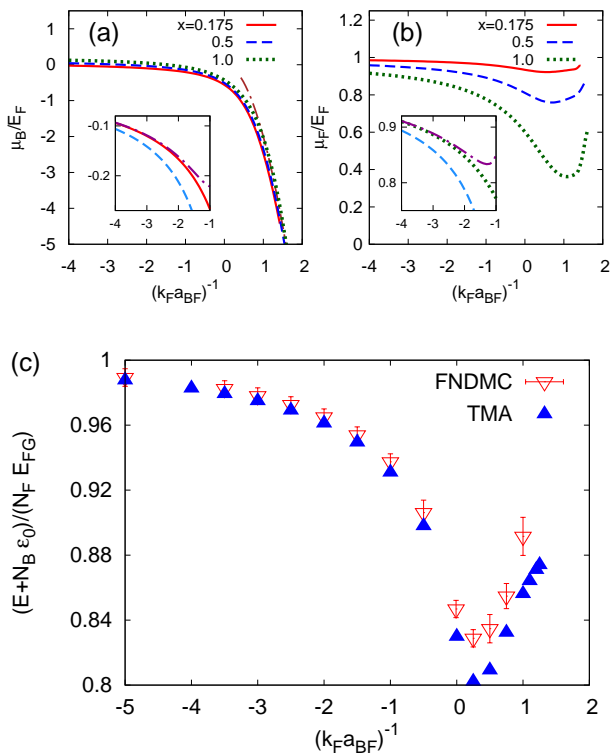 (a)
x=0.175
0.5
1.0
μB/EF
1
0
-1
-2
-3
-4
-5
-0.1
-0.2
-4 -3 -2 -1
-4 -3 -2 -1 0 1 2
(kFaBF)-1
(b)
x=0.175
0.5
1.0
μF/EF
1.2
1
0.8
0.6
0.4
0.2
0
0.9
0.8
-4 -3 -2 -1
-4 -3 -2 -1 0 1 2
(kFaBF)-1
(c)
FNDMC
TMA
(E+NB ε0)/(NF EFG)
1
0.96
0.92
0.88
0.84
0.8
-5 -4 -3 -2 -1 0 1 2
(kFaBF)-1